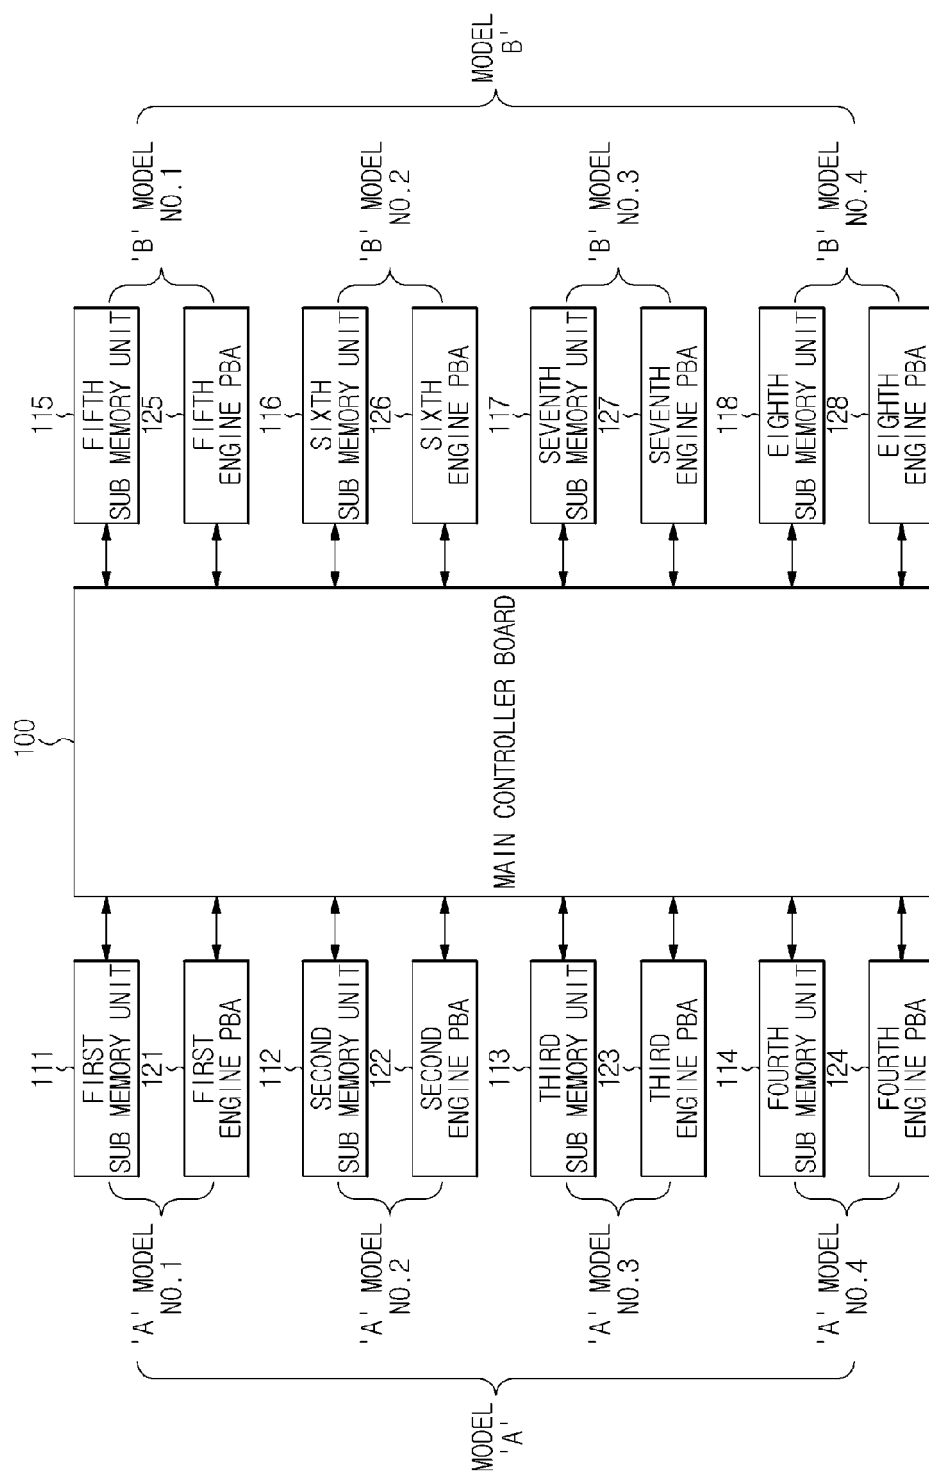 100
MAIN CONTROLLER BOARD
MODEL
'A'
'A' MODEL
NO.1
111
FIRST
SUB MEMORY UNIT
121
FIRST
ENGINE PBA
'A' MODEL
NO.2
112
SECOND
SUB MEMORY UNIT
122
SECOND
ENGINE PBA
'A' MODEL
NO.3
113
THIRD
SUB MEMORY UNIT
123
THIRD
ENGINE PBA
'A' MODEL
NO.4
114
FOURTH
SUB MEMORY UNIT
124
FOURTH
ENGINE PBA
115
FIFTH
SUB MEMORY UNIT
125
FIFTH
ENGINE PBA
'B' MODEL
NO.1
116
SIXTH
SUB MEMORY UNIT
126
SIXTH
ENGINE PBA
'B' MODEL
NO.2
117
SEVENTH
SUB MEMORY UNIT
127
SEVENTH
ENGINE PBA
'B' MODEL
NO.3
118
EIGHTH
SUB MEMORY UNIT
128
EIGHTH
ENGINE PBA
'B' MODEL
NO.4
MODEL
B'